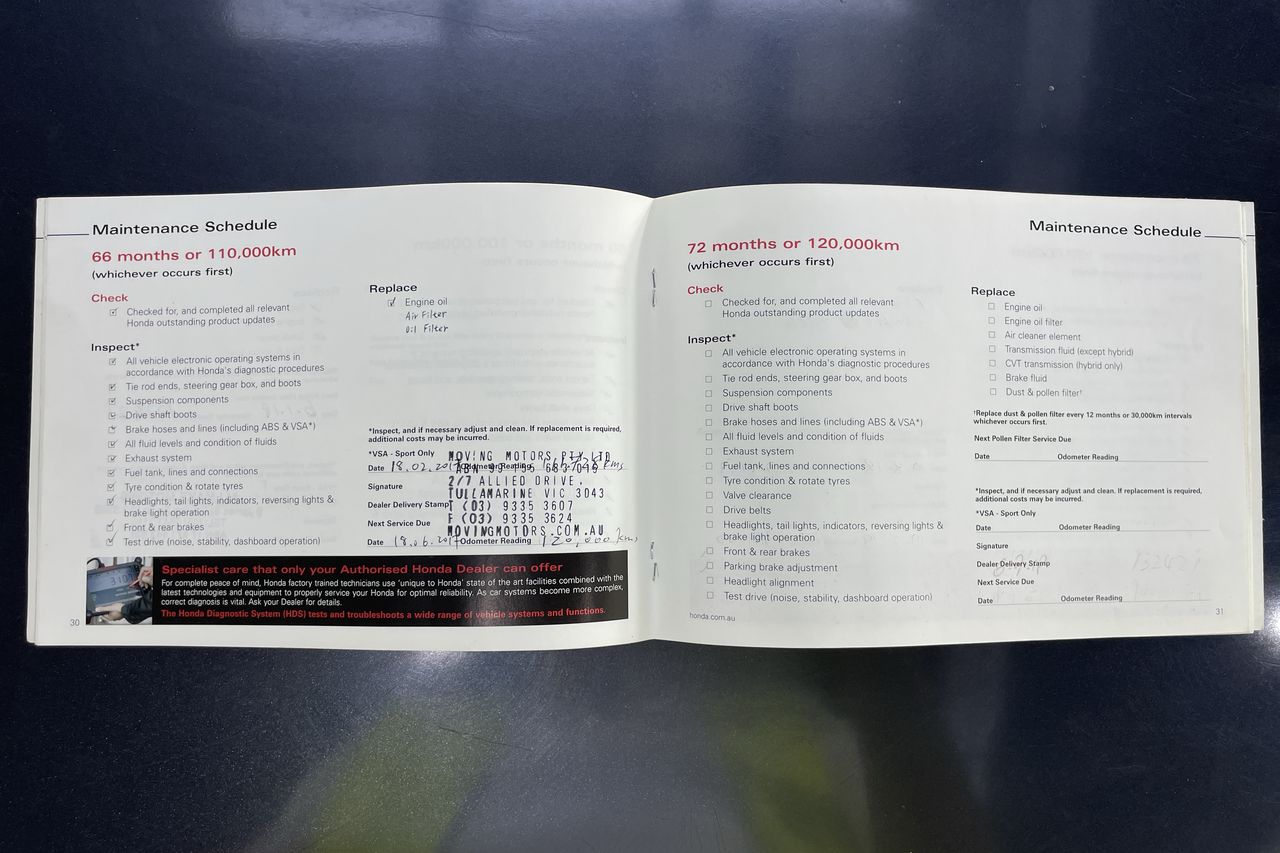 Maintenance Schedule
66 months or 110,000km
(whichever occurs first)
Check
Checked for, and completed all relevant
Honda outstanding product updates
Inspect*
All vehicle electronic operating systems in
accordance with Honda's diagnostic procedures
Tie rod ends, steering gear box, and boots
Suspension components
Drive shaft boots
Brake hoses and lines (including ABS & VSA*)
All fluid levels and condition of fluids
Exhaust system
Fuel tank, lines and connections
Tyre condition & rotate tyres
Headlights, tail lights, indicators, reversing lights &
brake light operation
Front & rear brakes
Test drive (noise, stability, dashboard operation)
Replace
Engine oil
Air Filter
Oil Filter
*Inspect, and if necessary adjust and clean. If replacement is required,
additional costs may be incurred.
*VSA - Sport Only
MOVING MOTORS PTY LTD
Date 18.02. Odometer Reading kms
ABN
Signature
2/7 ALLIED DRIVE.
TULLAMARINE VIC 3043
Dealer Delivery Stamp
T (03) 9335 3607
F (03) 9335 3624
Next Service Due
MOVINGMOTORS.COM.AU
Date 18.06. Odometer Reading 120,000 kms
Specialist care that only your Authorised Honda Dealer can offer
For complete peace of mind, Honda factory trained technicians use 'unique to Honda' state of the art facilities combined with the
latest technologies and equipment to properly service your Honda for optimal reliability. As car systems become more complex,
correct diagnosis is vital. Ask your Dealer for details.
The Honda Diagnostic System (HDS) tests and troubleshoots a wide range of vehicle systems and functions.
30
Maintenance Schedule
72 months or 120,000km
(whichever occurs first)
Check
Checked for, and completed all relevant
Honda outstanding product updates
Inspect*
All vehicle electronic operating systems in
accordance with Honda's diagnostic procedures
Tie rod ends, steering gear box, and boots
Suspension components
Drive shaft boots
Brake hoses and lines (including ABS & VSA*)
All fluid levels and condition of fluids
Exhaust system
Fuel tank, lines and connections
Tyre condition & rotate tyres
Valve clearance
Drive belts
Headlights, tail lights, indicators, reversing lights &
brake light operation
Front & rear brakes
Parking brake adjustment
Headlight alignment
Test drive (noise, stability, dashboard operation)
honda.com.au
Replace
Engine oil
Engine oil filter
Air cleaner element
Transmission fluid (except hybrid)
CVT transmission (hybrid only)
Brake fluid
Dust & pollen filter†
†Replace dust & pollen filter every 12 months or 30,000km intervals
whichever occurs first.
Next Pollen Filter Service Due
Date Odometer Reading
*Inspect, and if necessary adjust and clean. If replacement is required,
additional costs may be incurred.
*VSA - Sport Only
Date Odometer Reading
Signature
Dealer Delivery Stamp
Next Service Due
Date Odometer Reading
31